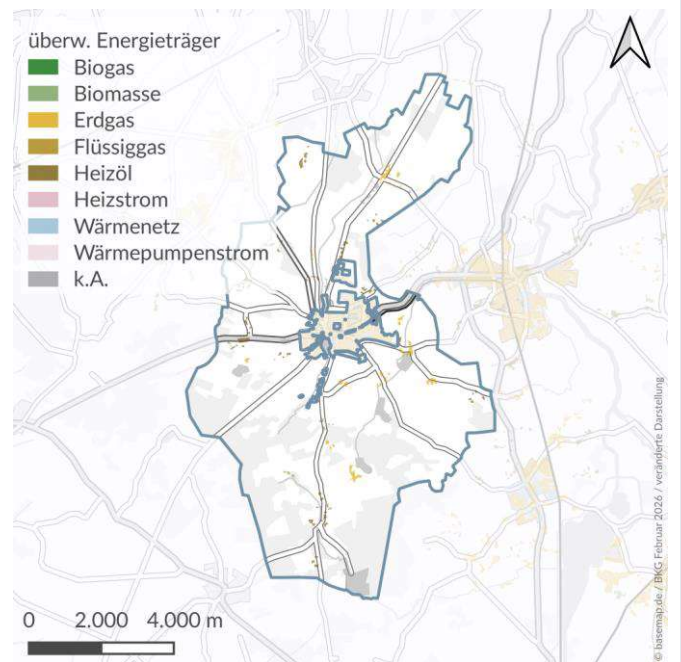 überw. Energieträger
Biogas
Biomasse
Erdgas
Flüssiggas
Heizöl
Heizstrom
Wärmenetz
Wärmepumpenstrom
k.A.
0 2.000 4.000 m
© basemap.de / BKG Februar 2026 / veränderte Darstellung